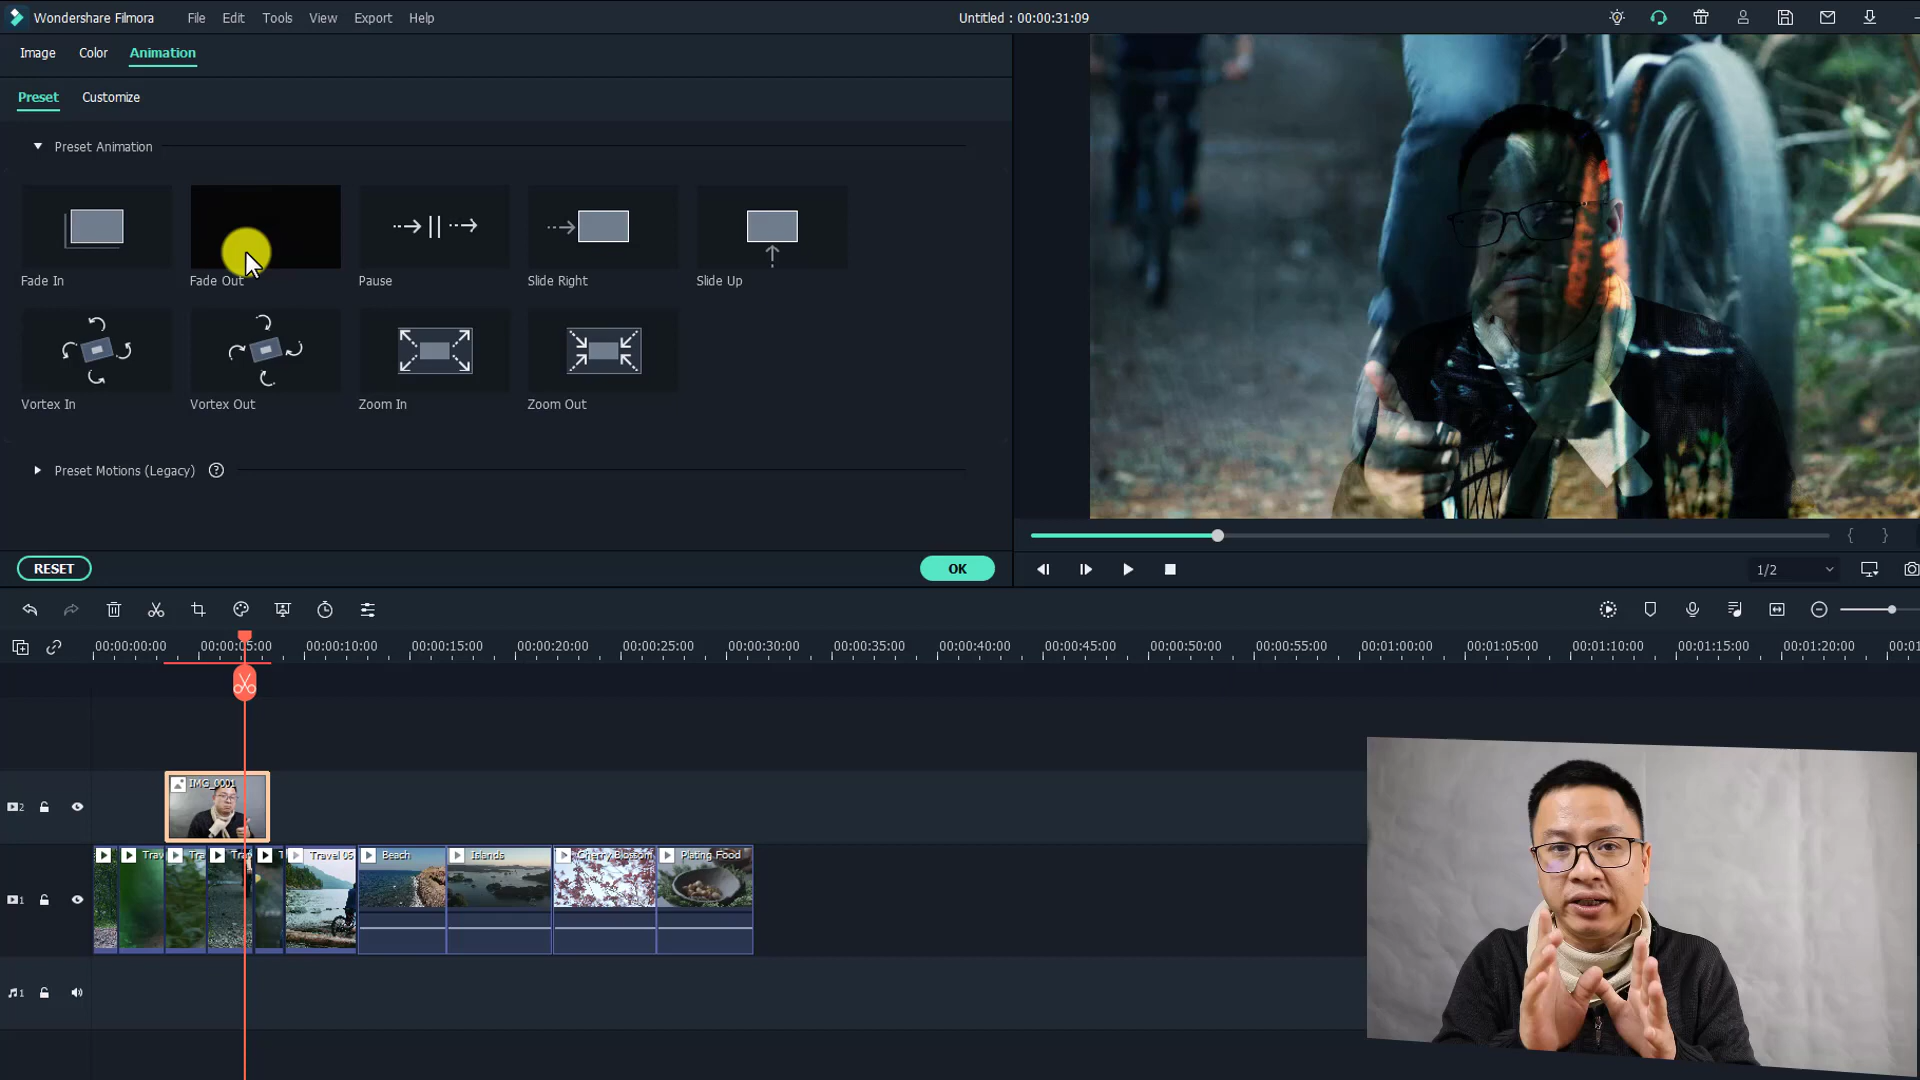 Wondershare Filmora File Edit Tools View Export Help Untitled : 00:00:31:09
Image Color Animation
Preset Customize
Preset Animation
Fade In Fade Out Pause Slide Right Slide Up
Vortex In Vortex Out Zoom In Zoom Out
Preset Motions (Legacy) ?
RESET OK
1/2
00:00:00:00 00:00:05:00 00:00:10:00 00:00:15:00 00:00:20:00 00:00:25:00 00:00:30:00 00:00:35:00 00:00:40:00 00:00:45:00 00:00:50:00 00:00:55:00 00:01:00:00 00:01:05:00 00:01:10:00 00:01:15:00 00:01:20:00 00:01
2 IMG_0001
1 Trav Tra Trav T Travel 06 Beach Islands Cherry Blossom Plating Food
1